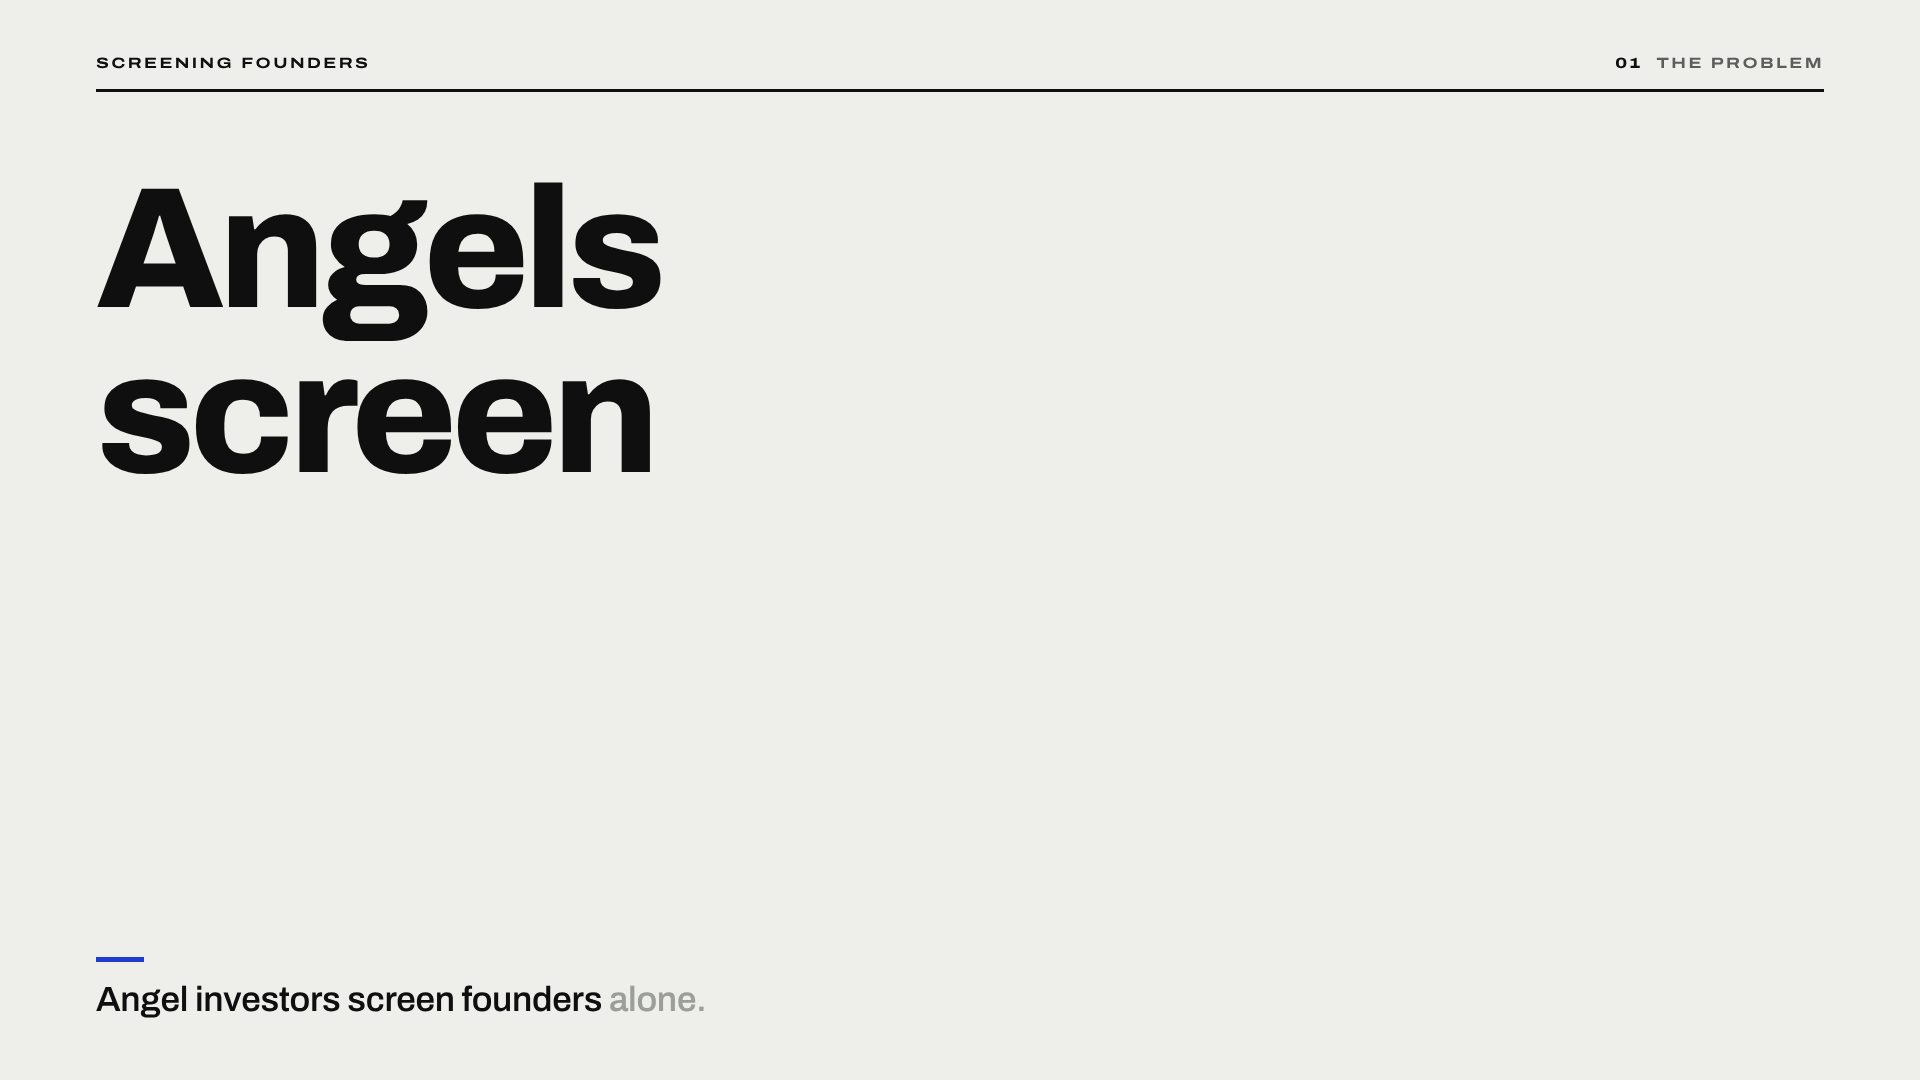 SCREENING FOUNDERS
01 THE PROBLEM
Angels
screen
Angel investors screen founders alone.